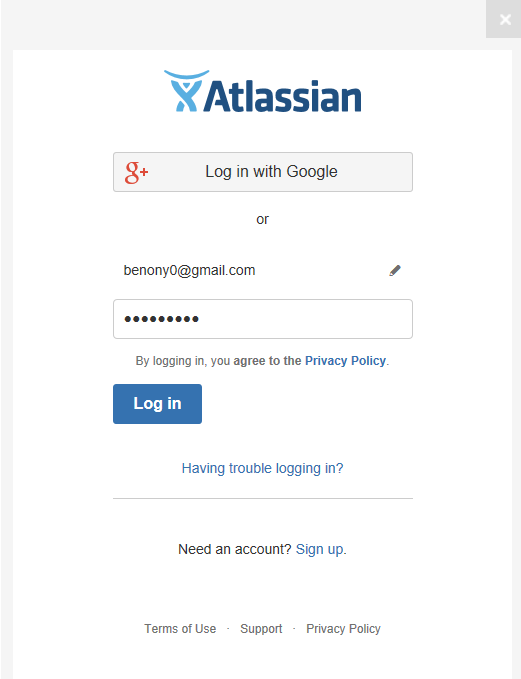 Atlassian
g+ Log in with Google
or
benony0@gmail.com
•••••••••
By logging in, you agree to the Privacy Policy.
Log in
Having trouble logging in?
Need an account? Sign up.
Terms of Use · Support · Privacy Policy